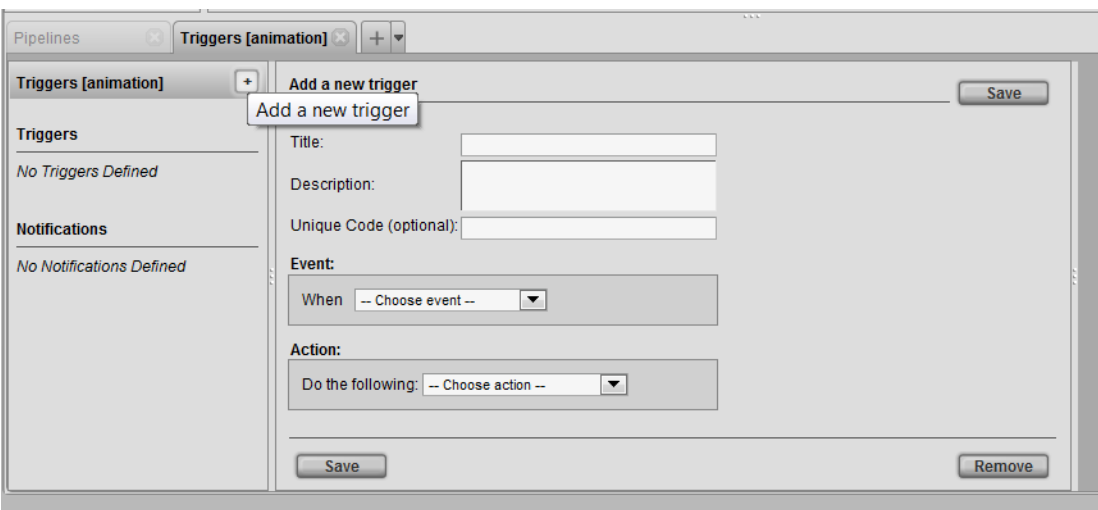 Pipelines
Triggers [animation]
Triggers [animation]
+
Add a new trigger
Triggers
No Triggers Defined
Notifications
No Notifications Defined
Add a new trigger
Save
Title:
Description:
Unique Code (optional):
Event:
When -- Choose event --
Action:
Do the following: -- Choose action --
Save
Remove